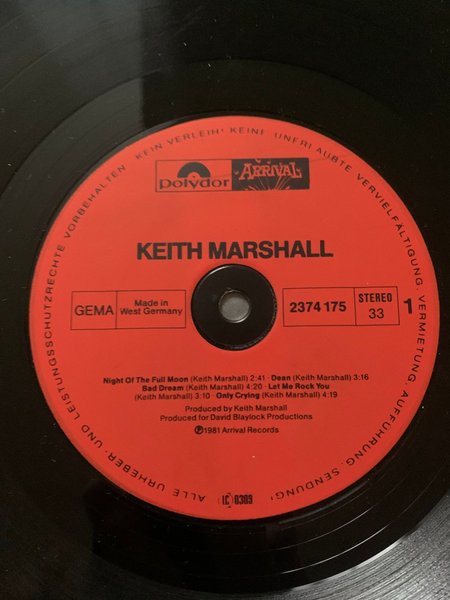 ALLE URHEBER- UND LEISTUNGSSCHUTZRECHTE VORBEHALTEN · KEIN VERLEIH! KEINE UNERLAUBTE VERVIELFÄLTIGUNG, VERMIETUNG, AUFFÜHRUNG, SENDUNG!
polydor ARRIVAL
KEITH MARSHALL
GEMA Made in West Germany
2374 175 STEREO 33 1
Night Of The Full Moon (Keith Marshall) 2:41 · Dean (Keith Marshall) 3:16
Bad Dream (Keith Marshall) 4:20 · Let Me Rock You
(Keith Marshall) 3:10 · Only Crying (Keith Marshall) 4:19
Produced by Keith Marshall
Produced for David Blaylock Productions
℗1981 Arrival Records
LC 0309